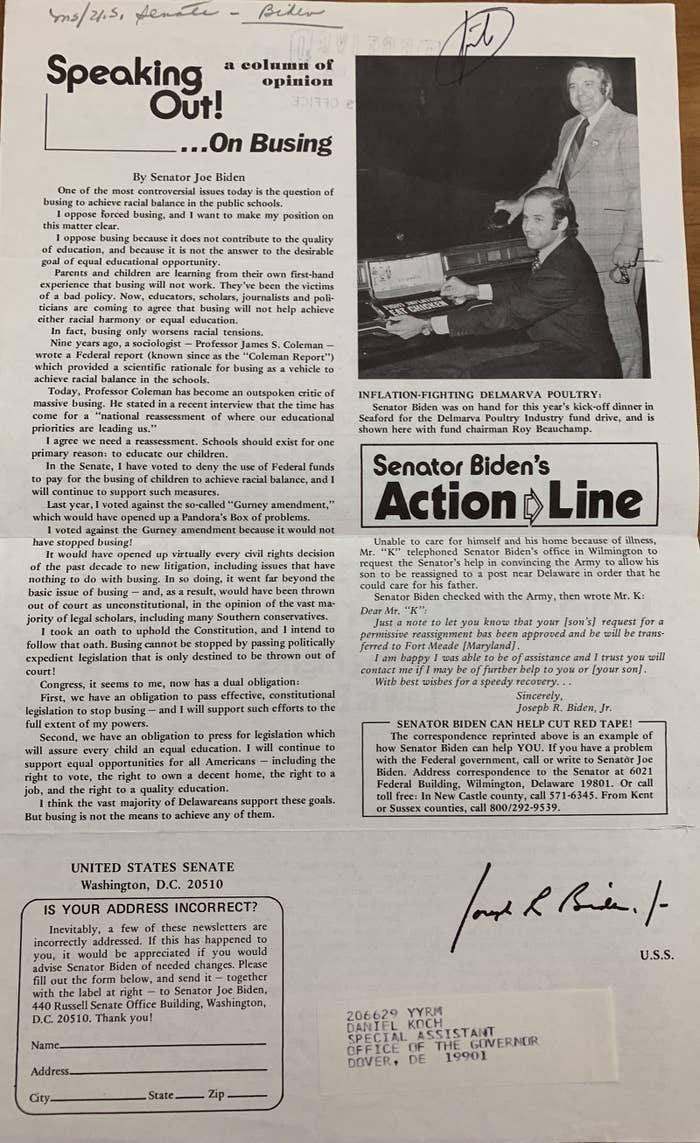 ms/U.S. Senate - Biden
Speaking
Out!
a column of
opinion
...On Busing
By Senator Joe Biden
One of the most controversial issues today is the question of
busing to achieve racial balance in the public schools.
I oppose forced busing, and I want to make my position on
this matter clear.
I oppose busing because it does not contribute to the quality
of education, and because it is not the answer to the desirable
goal of equal educational opportunity.
Parents and children are learning from their own first-hand
experience that busing will not work. They've been the victims
of a bad policy. Now, educators, scholars, journalists and poli-
ticians are coming to agree that busing will not help achieve
either racial harmony or equal education.
In fact, busing only worsens racial tensions.
Nine years ago, a sociologist — Professor James S. Coleman —
wrote a Federal report (known since as the "Coleman Report")
which provided a scientific rationale for busing as a vehicle to
achieve racial balance in the schools.
Today, Professor Coleman has become an outspoken critic of
massive busing. He stated in a recent interview that the time has
come for a "national reassessment of where our educational
priorities are leading us."
I agree we need a reassessment. Schools should exist for one
primary reason: to educate our children.
In the Senate, I have voted to deny the use of Federal funds
to pay for the busing of children to achieve racial balance, and I
will continue to support such measures.
Last year, I voted against the so-called "Gurney amendment,"
which would have opened up a Pandora's Box of problems.
I voted against the Gurney amendment because it would not
have stopped busing!
It would have opened up virtually every civil rights decision
of the past decade to new litigation, including issues that have
nothing to do with busing. In so doing, it went far beyond the
basic issue of busing — and, as a result, would have been thrown
out of court as unconstitutional, in the opinion of the vast ma-
jority of legal scholars, including many Southern conservatives.
I took an oath to uphold the Constitution, and I intend to
follow that oath. Busing cannot be stopped by passing politically
expedient legislation that is only destined to be thrown out of
court!
Congress, it seems to me, now has a dual obligation:
First, we have an obligation to pass effective, constitutional
legislation to stop busing — and I will support such efforts to the
full extent of my powers.
Second, we have an obligation to press for legislation which
will assure every child an equal education. I will continue to
support equal opportunities for all Americans — including the
right to vote, the right to own a decent home, the right to a
job, and the right to a quality education.
I think the vast majority of Delawareans support these goals.
But busing is not the means to achieve any of them.
EAT CHICKEN
INFLATION-FIGHTING DELMARVA POULTRY:
Senator Biden was on hand for this year's kick-off dinner in
Seaford for the Delmarva Poultry Industry fund drive, and is
shown here with fund chairman Roy Beauchamp.
Senator Biden's
Action Line
Unable to care for himself and his home because of illness,
Mr. "K" telephoned Senator Biden's office in Wilmington to
request the Senator's help in convincing the Army to allow his
son to be reassigned to a post near Delaware in order that he
could care for his father.
Senator Biden checked with the Army, then wrote Mr. K:
Dear Mr. "K":
Just a note to let you know that your [son's] request for a
permissive reassignment has been approved and he will be trans-
ferred to Fort Meade [Maryland].
I am happy I was able to be of assistance and I trust you will
contact me if I may be of further help to you or [your son].
With best wishes for a speedy recovery. . .
Sincerely,
Joseph R. Biden, Jr.
SENATOR BIDEN CAN HELP CUT RED TAPE!
The correspondence reprinted above is an example of
how Senator Biden can help YOU. If you have a problem
with the Federal government, call or write to Senator Joe
Biden. Address correspondence to the Senator at 6021
Federal Building, Wilmington, Delaware 19801. Or call
toll free: In New Castle county, call 571-6345. From Kent
or Sussex counties, call 800/292-9539.
UNITED STATES SENATE
Washington, D.C. 20510
IS YOUR ADDRESS INCORRECT?
Inevitably, a few of these newsletters are
incorrectly addressed. If this has happened to
you, it would be appreciated if you would
advise Senator Biden of needed changes. Please
fill out the form below, and send it — together
with the label at right — to Senator Joe Biden,
440 Russell Senate Office Building, Washington,
D.C. 20510. Thank you!
Name
Address
City State Zip
Joseph R Biden, Jr
U.S.S.
206629 YYRM
DANIEL KOCH
SPECIAL ASSISTANT
OFFICE OF THE GOVERNOR
DOVER, DE 19901